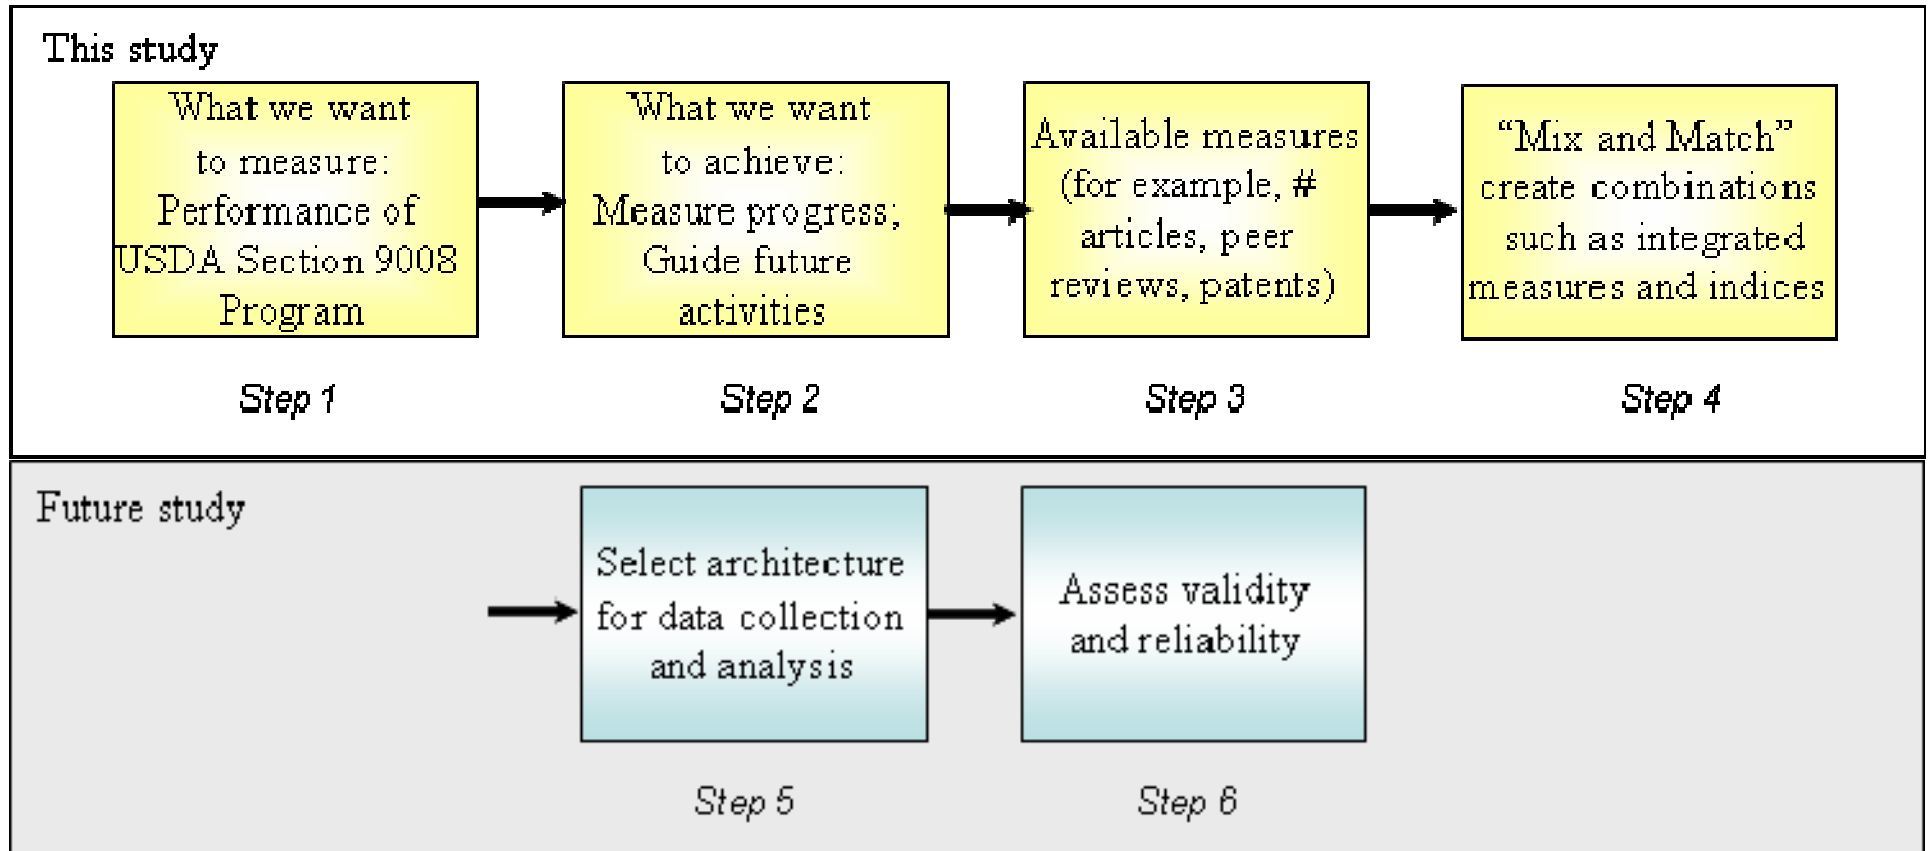 This study
What we want
to measure:
Performance of
USDA Section 9008
Program
Step 1
What we want
to achieve:
Measure progress;
Guide future
activities
Step 2
Available measures
(for example, #
articles, peer
reviews, patents)
Step 3
“Mix and Match”
create combinations
such as integrated
measures and indices
Step 4
Future study
Select architecture
for data collection
and analysis
Step 5
Assess validity
and reliability
Step 6